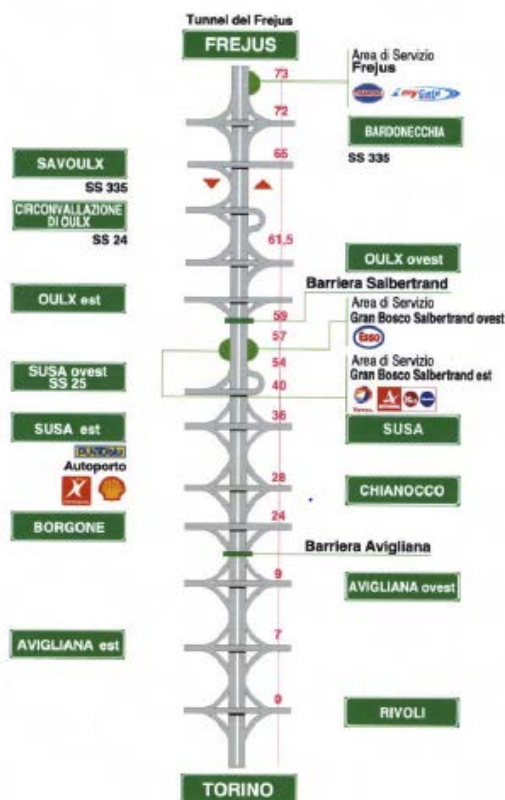 Tunnel del Frejus
FREJUS
73
Area di Servizio
Frejus
72
BARDONECCHIA
SS 335
65
SAVOULX
SS 335
CIRCONVALLAZIONE
DI OULX
SS 24
61,5
OULX ovest
Barriera Salbertrand
OULX est
59
Area di Servizio
Gran Bosco Salbertrand ovest
Esso
57
54
Area di Servizio
Gran Bosco Salbertrand est
SUSA ovest
SS 25
40
36
SUSA est
SUSA
Autoporto
28
CHIANOCCO
24
BORGONE
Barriera Avigliana
9
AVIGLIANA ovest
7
AVIGLIANA est
0
RIVOLI
TORINO